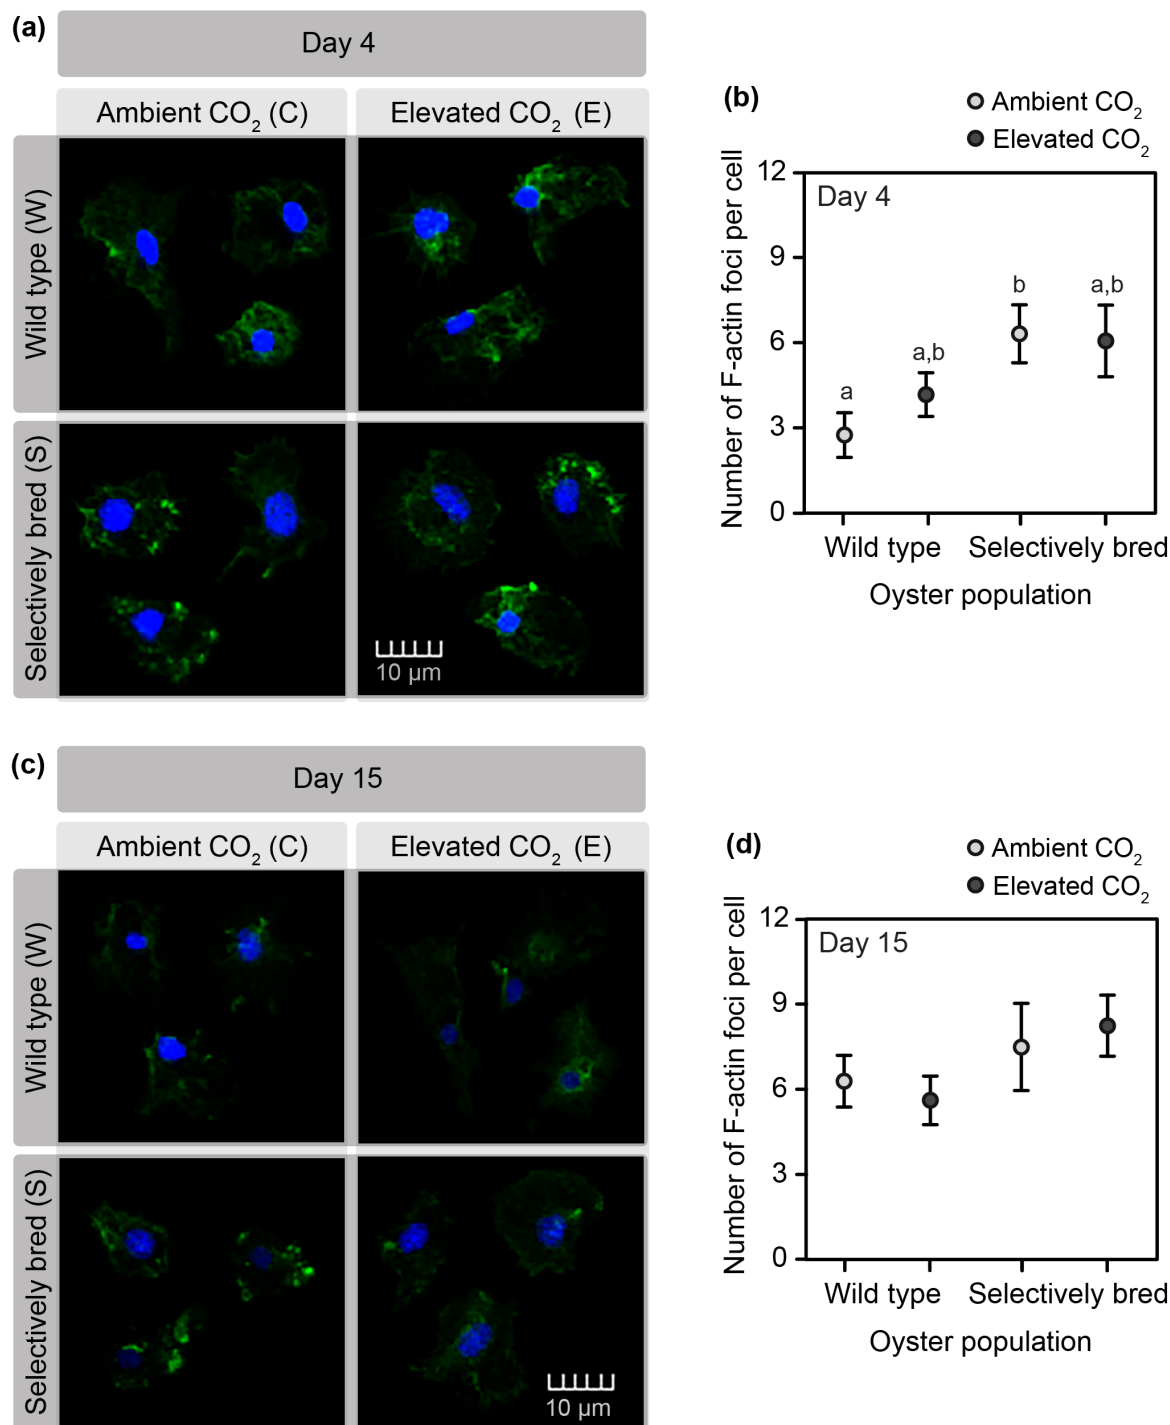 (a)
Day 4
Ambient CO2 (C)
Elevated CO2 (E)
Wild type (W)
Selectively bred (S)
10 µm
(b)
Ambient CO2
Elevated CO2
Number of F-actin foci per cell
12
9
6
3
0
Day 4
a
a,b
b
a,b
Wild type
Selectively bred
Oyster population
(c)
Day 15
Ambient CO2 (C)
Elevated CO2 (E)
Wild type (W)
Selectively bred (S)
10 µm
(d)
Ambient CO2
Elevated CO2
Number of F-actin foci per cell
12
9
6
3
0
Day 15
Wild type
Selectively bred
Oyster population